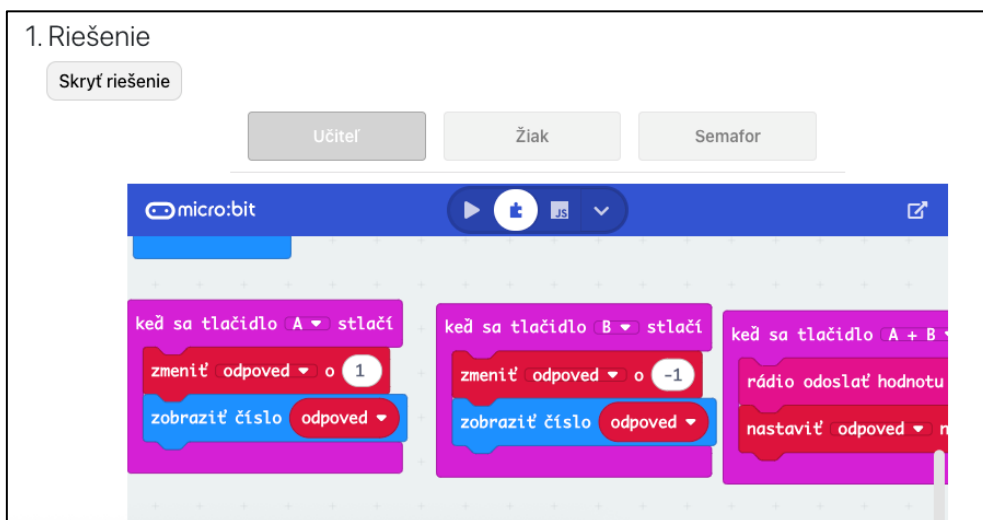 1. Riešenie
Skryť riešenie
Učiteľ
Žiak
Semafor
micro:bit
JS
keď sa tlačidlo A stlačí
zmeniť odpoved o 1
zobraziť číslo odpoved
keď sa tlačidlo B stlačí
zmeniť odpoved o -1
zobraziť číslo odpoved
keď sa tlačidlo A + B
rádio odoslať hodnotu
nastaviť odpoved